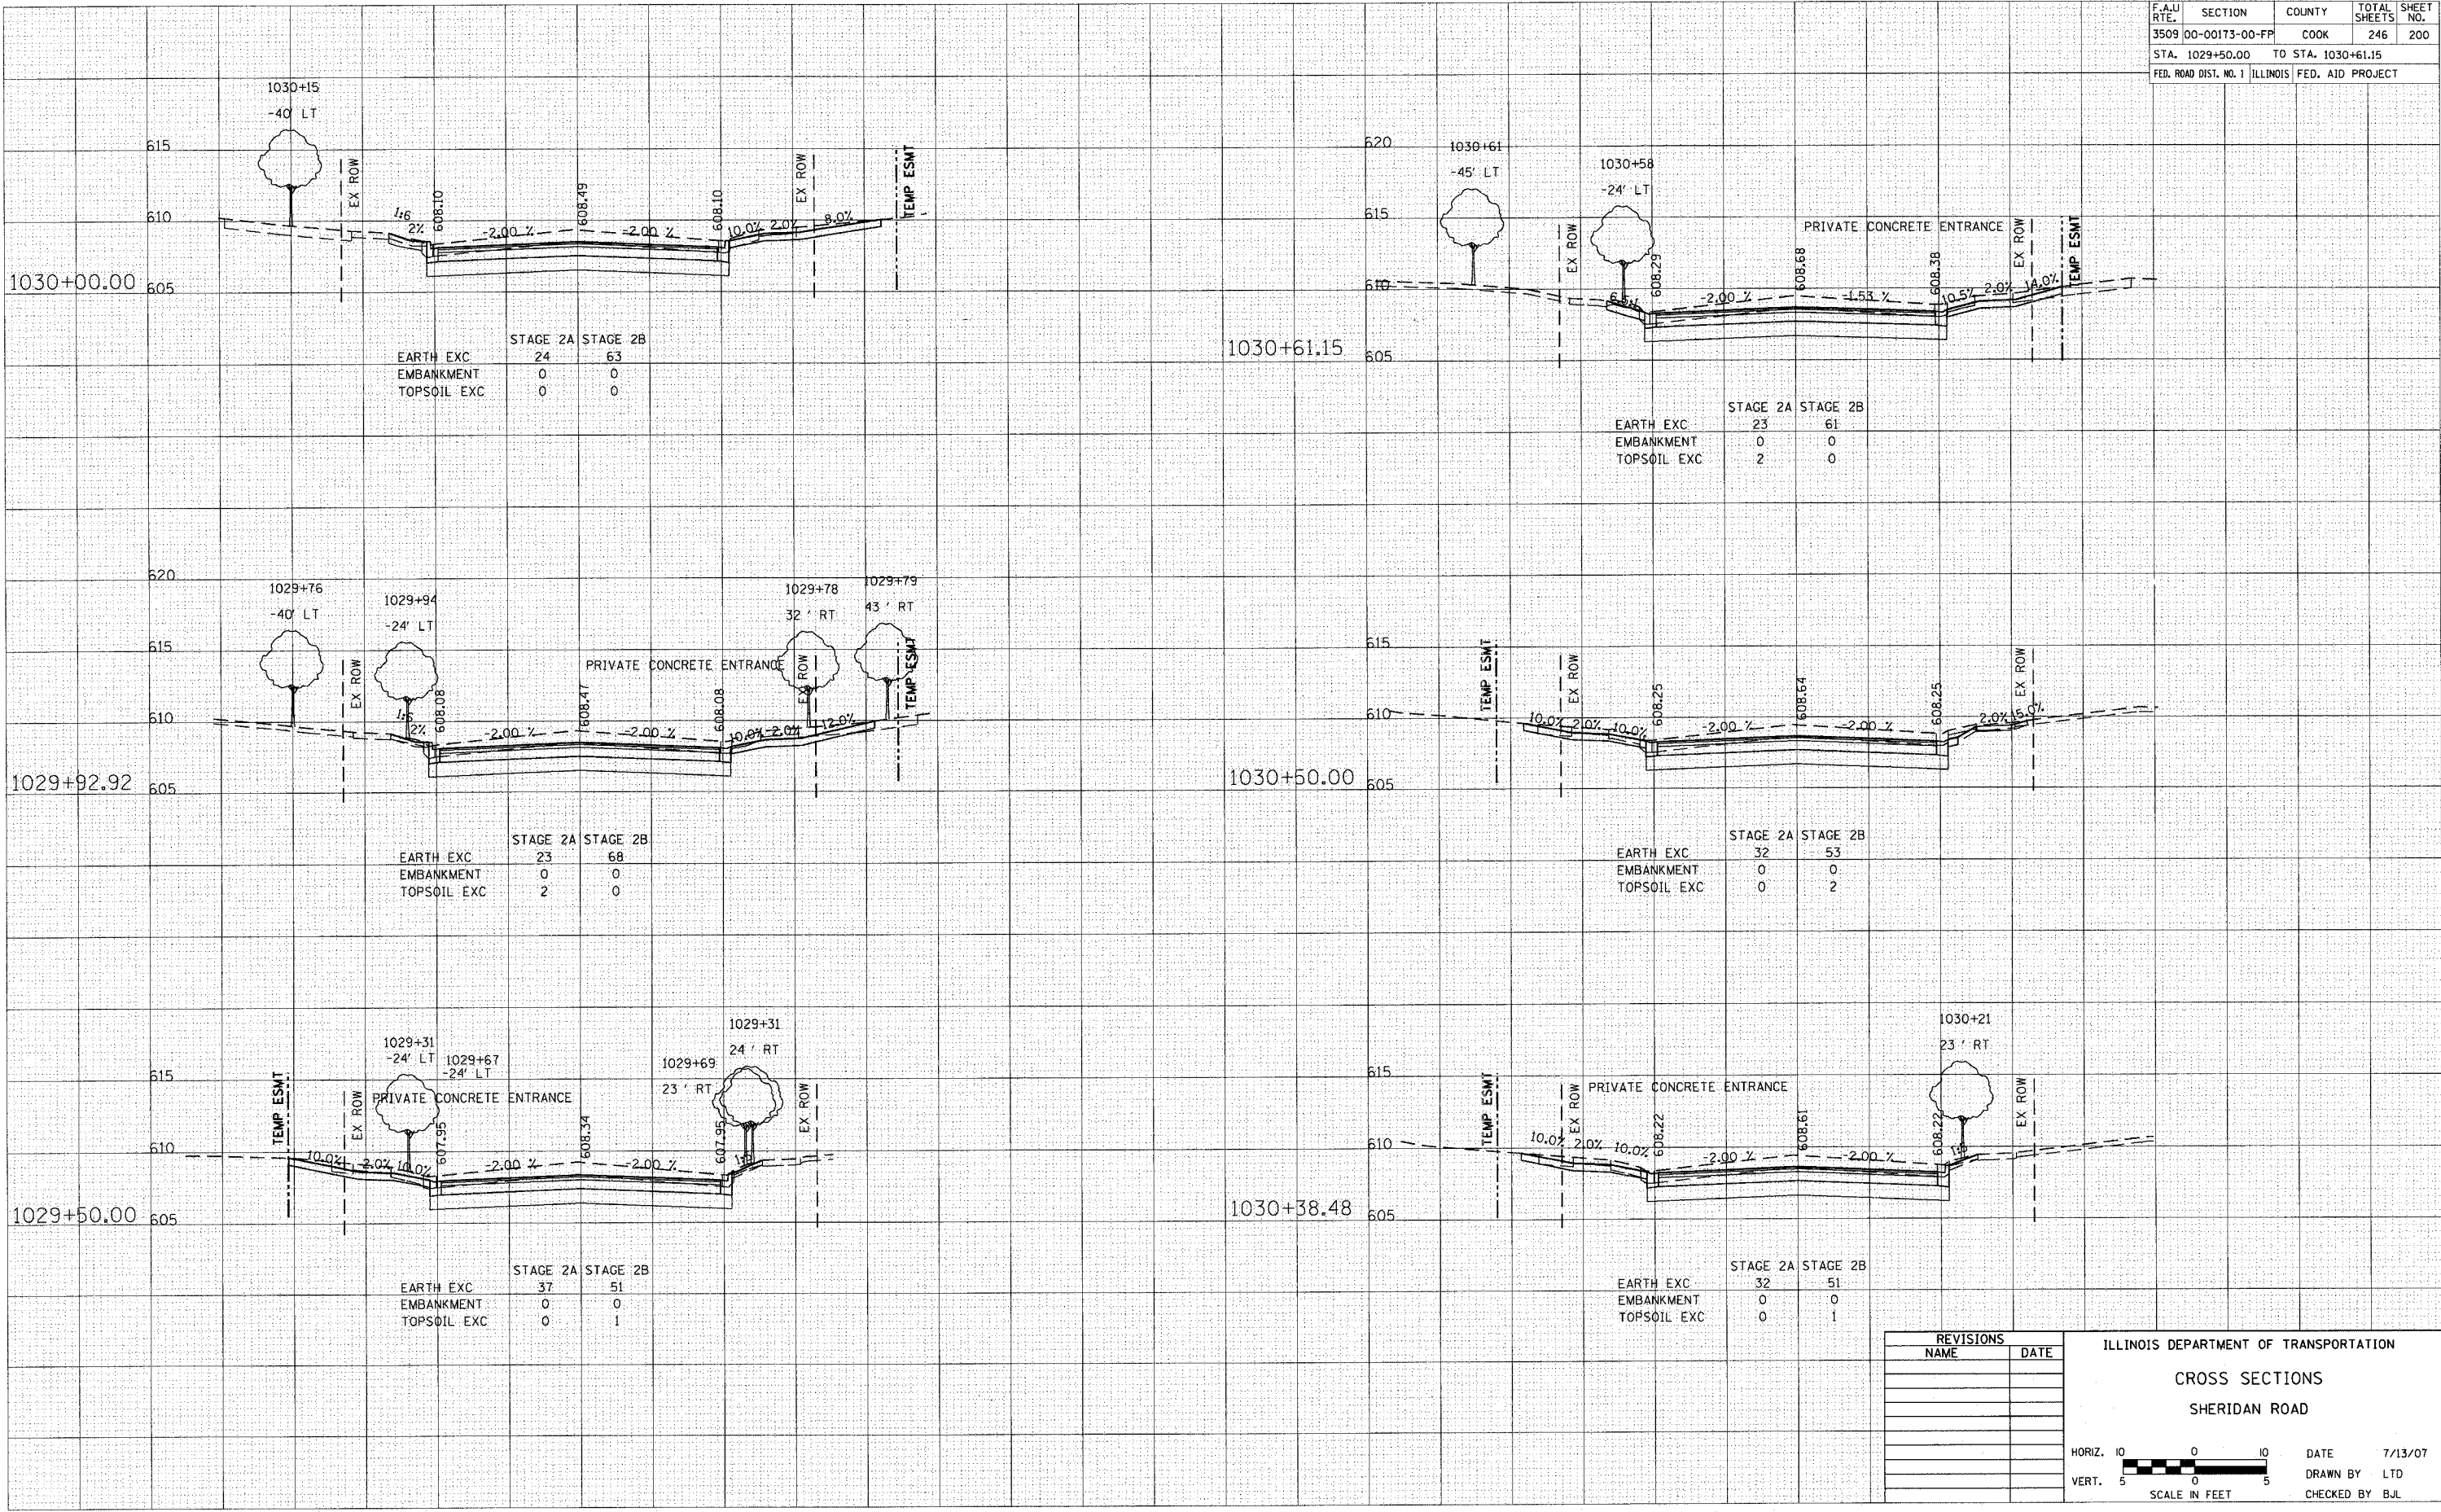 F.A.U RTE. SECTION COUNTY TOTAL SHEETS SHEET NO.
3509 00-00173-00-FP COOK 246 200
STA. 1029+50.00 TO STA. 1030+61.15
FED. ROAD DIST. NO. 1 ILLINOIS FED. AID PROJECT
1030+15
-40' LT
615
EX ROW
EX ROW
TEMP ESMT
610
1:6
2%
608.10
-2.00 %
608.49
-2.00 %
608.10
10.0% 2.0% 8.0%
1030+00.00 605
STAGE 2A STAGE 2B
EARTH EXC 24 63
EMBANKMENT 0 0
TOPSOIL EXC 0 0
620
1030+61
-45' LT
1030+58
-24' LT
615
PRIVATE CONCRETE ENTRANCE
EX ROW
EX ROW
TEMP ESMT
610
608.29
-2.00 %
608.68
-1.53 %
608.38
10.5% 2.0% 14.0%
1030+61.15 605
STAGE 2A STAGE 2B
EARTH EXC 23 61
EMBANKMENT 0 0
TOPSOIL EXC 2 0
620
1029+76
-40' LT
1029+94
-24' LT
1029+78
32 ' RT
1029+79
43 ' RT
615
PRIVATE CONCRETE ENTRANCE
EX ROW
EX ROW
TEMP ESMT
610
1:6
2%
608.08
-2.00 %
608.47
-2.00 %
608.08
10.0% -2.0% 12.0%
1029+92.92 605
STAGE 2A STAGE 2B
EARTH EXC 23 68
EMBANKMENT 0 0
TOPSOIL EXC 2 0
615
TEMP ESMT
EX ROW
EX ROW
610
10.0% 2.0% 10.0%
608.25
-2.00 %
608.64
-2.00 %
608.25
2.0% 15.0%
1030+50.00 605
STAGE 2A STAGE 2B
EARTH EXC 32 53
EMBANKMENT 0 0
TOPSOIL EXC 0 2
1029+31
-24' LT
1029+67
-24' LT
1029+69
23 ' RT
1029+31
24 ' RT
615
PRIVATE CONCRETE ENTRANCE
TEMP ESMT
EX ROW
EX ROW
610
10.0% 2.0% 10.0%
607.95
-2.00 %
608.34
-2.00 %
607.95
1029+50.00 605
STAGE 2A STAGE 2B
EARTH EXC 37 51
EMBANKMENT 0 0
TOPSOIL EXC 0 1
1030+21
23 ' RT
615
PRIVATE CONCRETE ENTRANCE
TEMP ESMT
EX ROW
EX ROW
610
10.0% 2.0% 10.0%
608.22
-2.00 %
608.61
-2.00 %
608.22
1030+38.48 605
STAGE 2A STAGE 2B
EARTH EXC 32 51
EMBANKMENT 0 0
TOPSOIL EXC 0 1
REVISIONS
NAME DATE
ILLINOIS DEPARTMENT OF TRANSPORTATION
CROSS SECTIONS
SHERIDAN ROAD
HORIZ. 10 0 10
VERT. 5 0 5
SCALE IN FEET
DATE 7/13/07
DRAWN BY LTD
CHECKED BY BJL